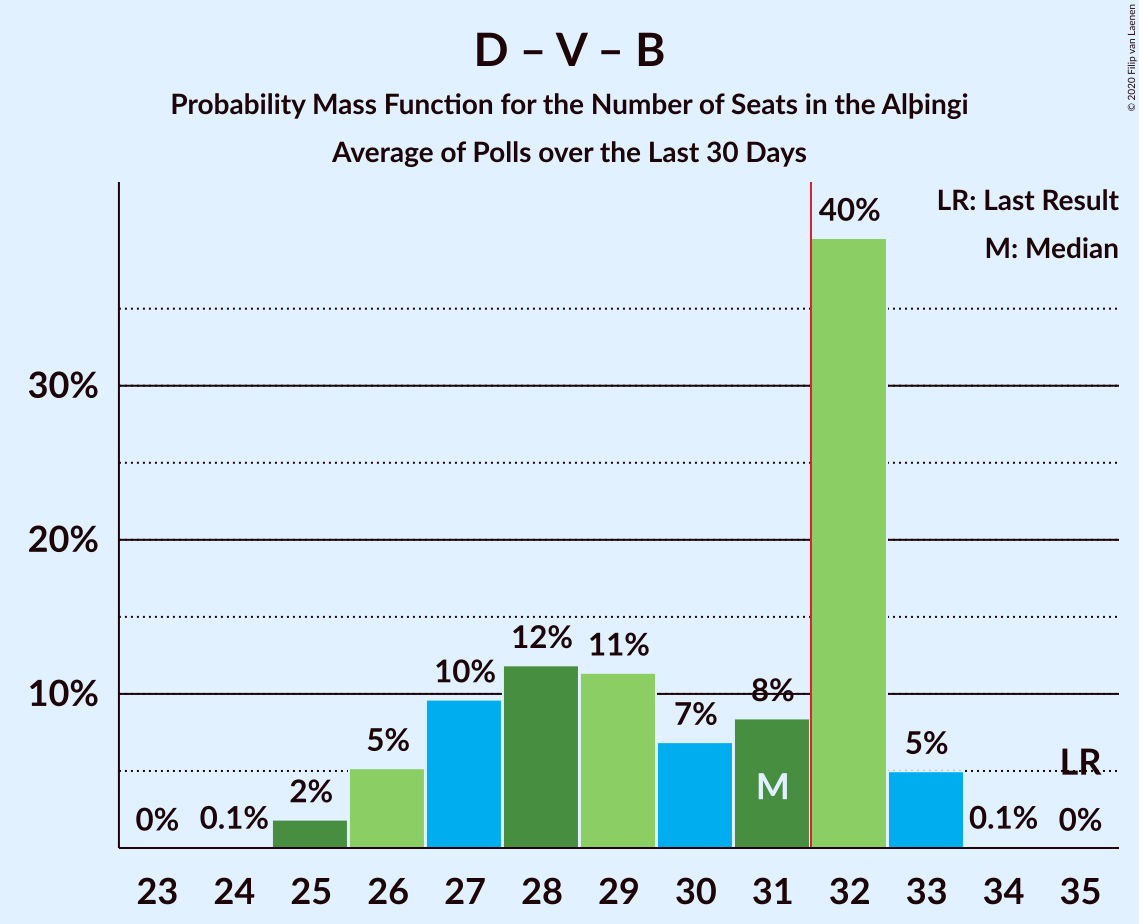 D – V – B
Probability Mass Function for the Number of Seats in the Alþingi
Average of Polls over the Last 30 Days
© 2020 Filip van Laenen
LR: Last Result
M: Median
30%
20%
10%
0%
0.1%
2%
5%
10%
12%
11%
7%
8%
40%
5%
0.1%
0%
LR
M
23 24 25 26 27 28 29 30 31 32 33 34 35